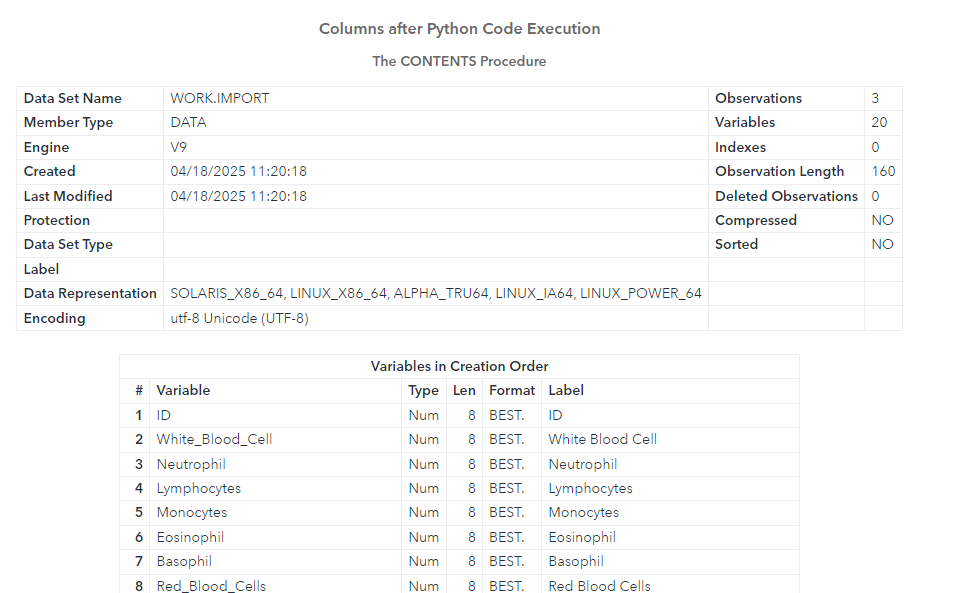 Columns after Python Code Execution
The CONTENTS Procedure
Data Set Name WORK.IMPORT Observations 3
Member Type DATA Variables 20
Engine V9 Indexes 0
Created 04/18/2025 11:20:18 Observation Length 160
Last Modified 04/18/2025 11:20:18 Deleted Observations 0
Protection Compressed NO
Data Set Type Sorted NO
Label
Data Representation SOLARIS_X86_64, LINUX_X86_64, ALPHA_TRU64, LINUX_IA64, LINUX_POWER_64
Encoding utf-8 Unicode (UTF-8)
Variables in Creation Order
# Variable Type Len Format Label
1 ID Num 8 BEST. ID
2 White_Blood_Cell Num 8 BEST. White Blood Cell
3 Neutrophil Num 8 BEST. Neutrophil
4 Lymphocytes Num 8 BEST. Lymphocytes
5 Monocytes Num 8 BEST. Monocytes
6 Eosinophil Num 8 BEST. Eosinophil
7 Basophil Num 8 BEST. Basophil
8 Red_Blood_Cells Num 8 BEST. Red Blood Cells